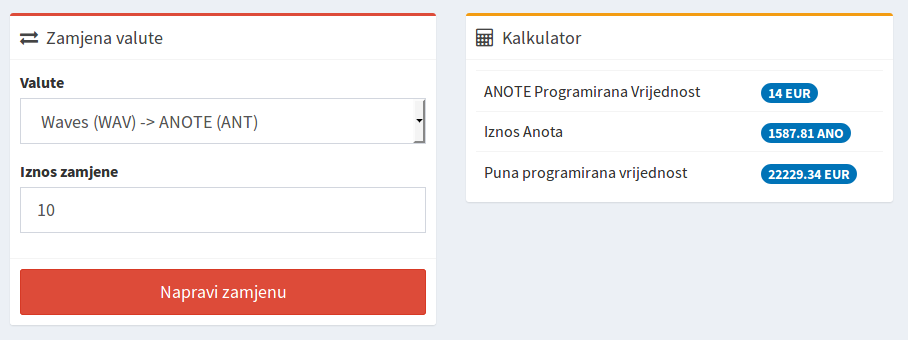 Zamjena valute
Valute
Waves (WAV) -> ANOTE (ANT)
Iznos zamjene
10
Napravi zamjenu
Kalkulator
ANOTE Programirana Vrijednost 14 EUR
Iznos Anota 1587.81 ANO
Puna programirana vrijednost 22229.34 EUR